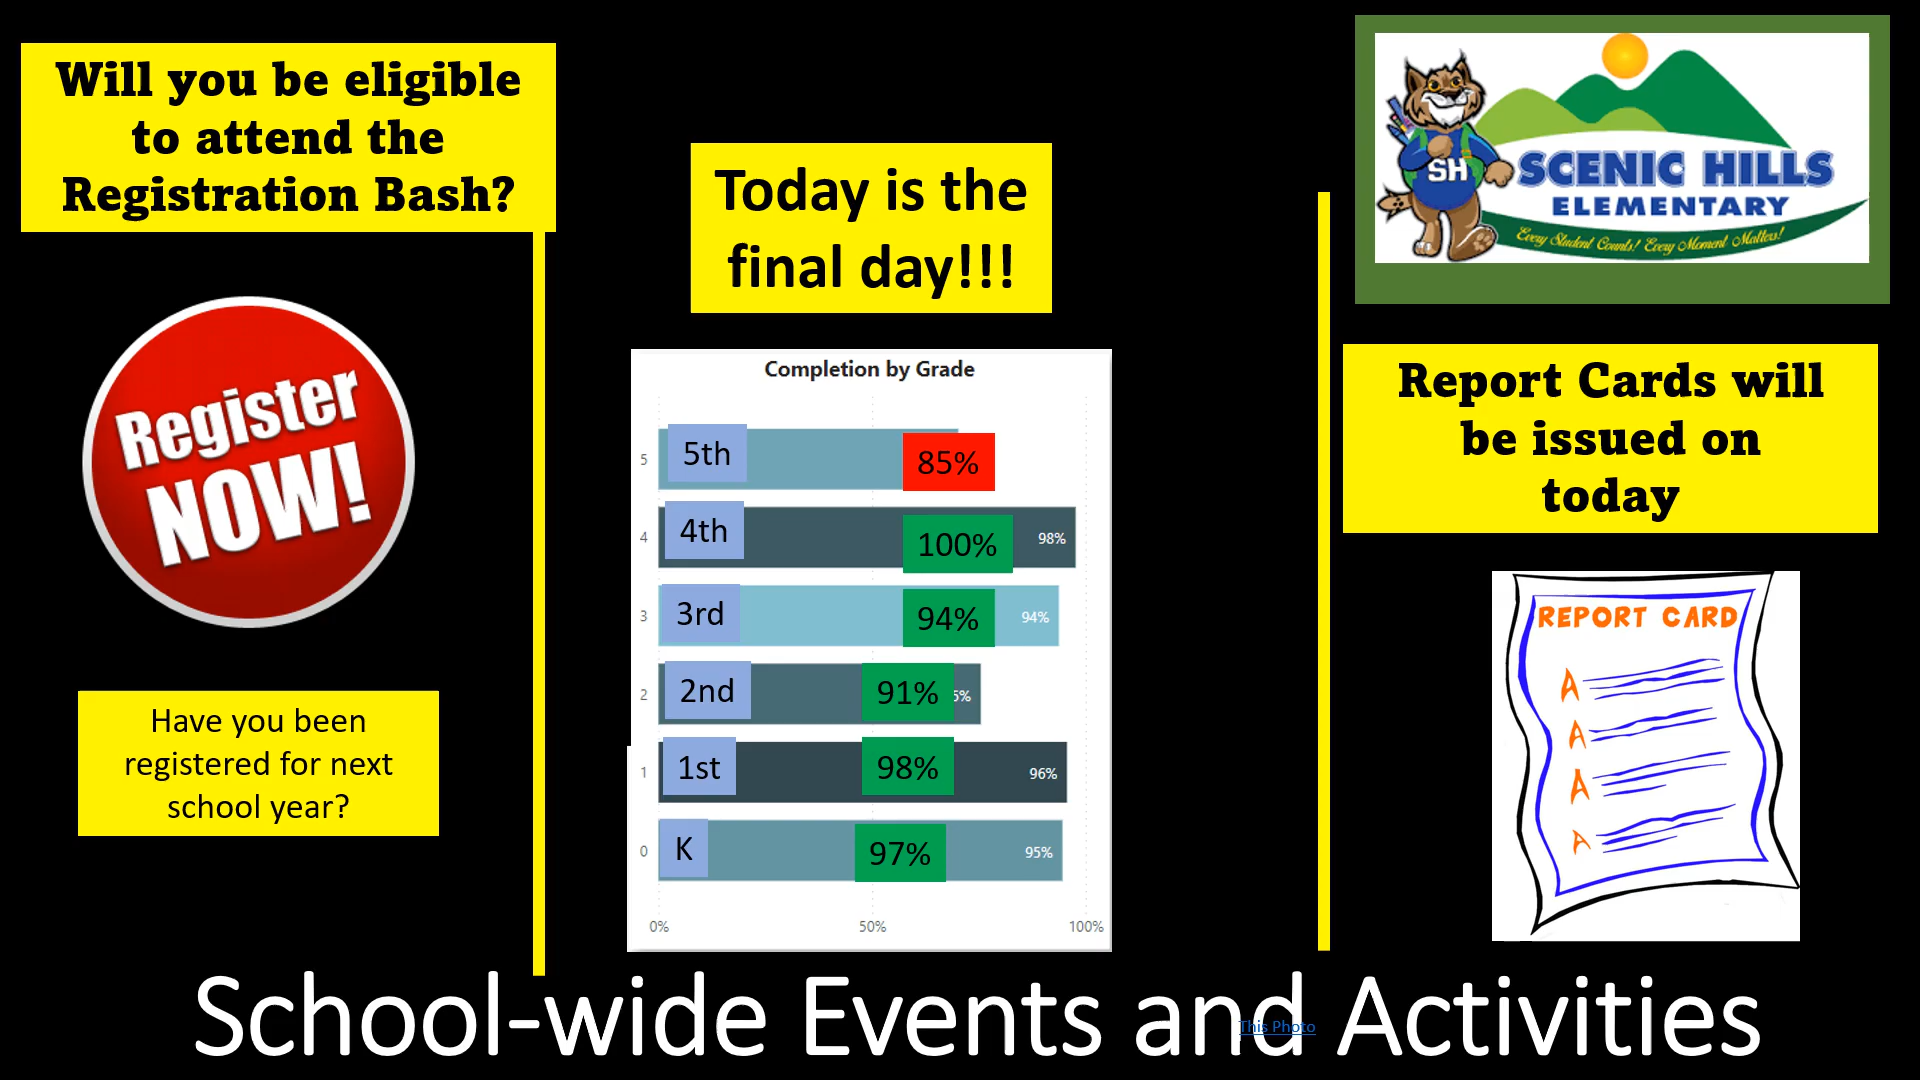 Will you be eligible
to attend the
Registration Bash?
Register
NOW!
Have you been
registered for next
school year?
Today is the
final day!!!
Completion by Grade
5
5th
85%
4
4th
100%
98%
3
3rd
94%
94%
2
2nd
91%
5%
1
1st
98%
96%
0
K
97%
95%
0%
50%
100%
SH
SCENIC HILLS
ELEMENTARY
Every Student Counts! Every Moment Matters!
Report Cards will
be issued on
today
REPORT CARD
A
A
A
A
School-wide Events and Activities
This Photo